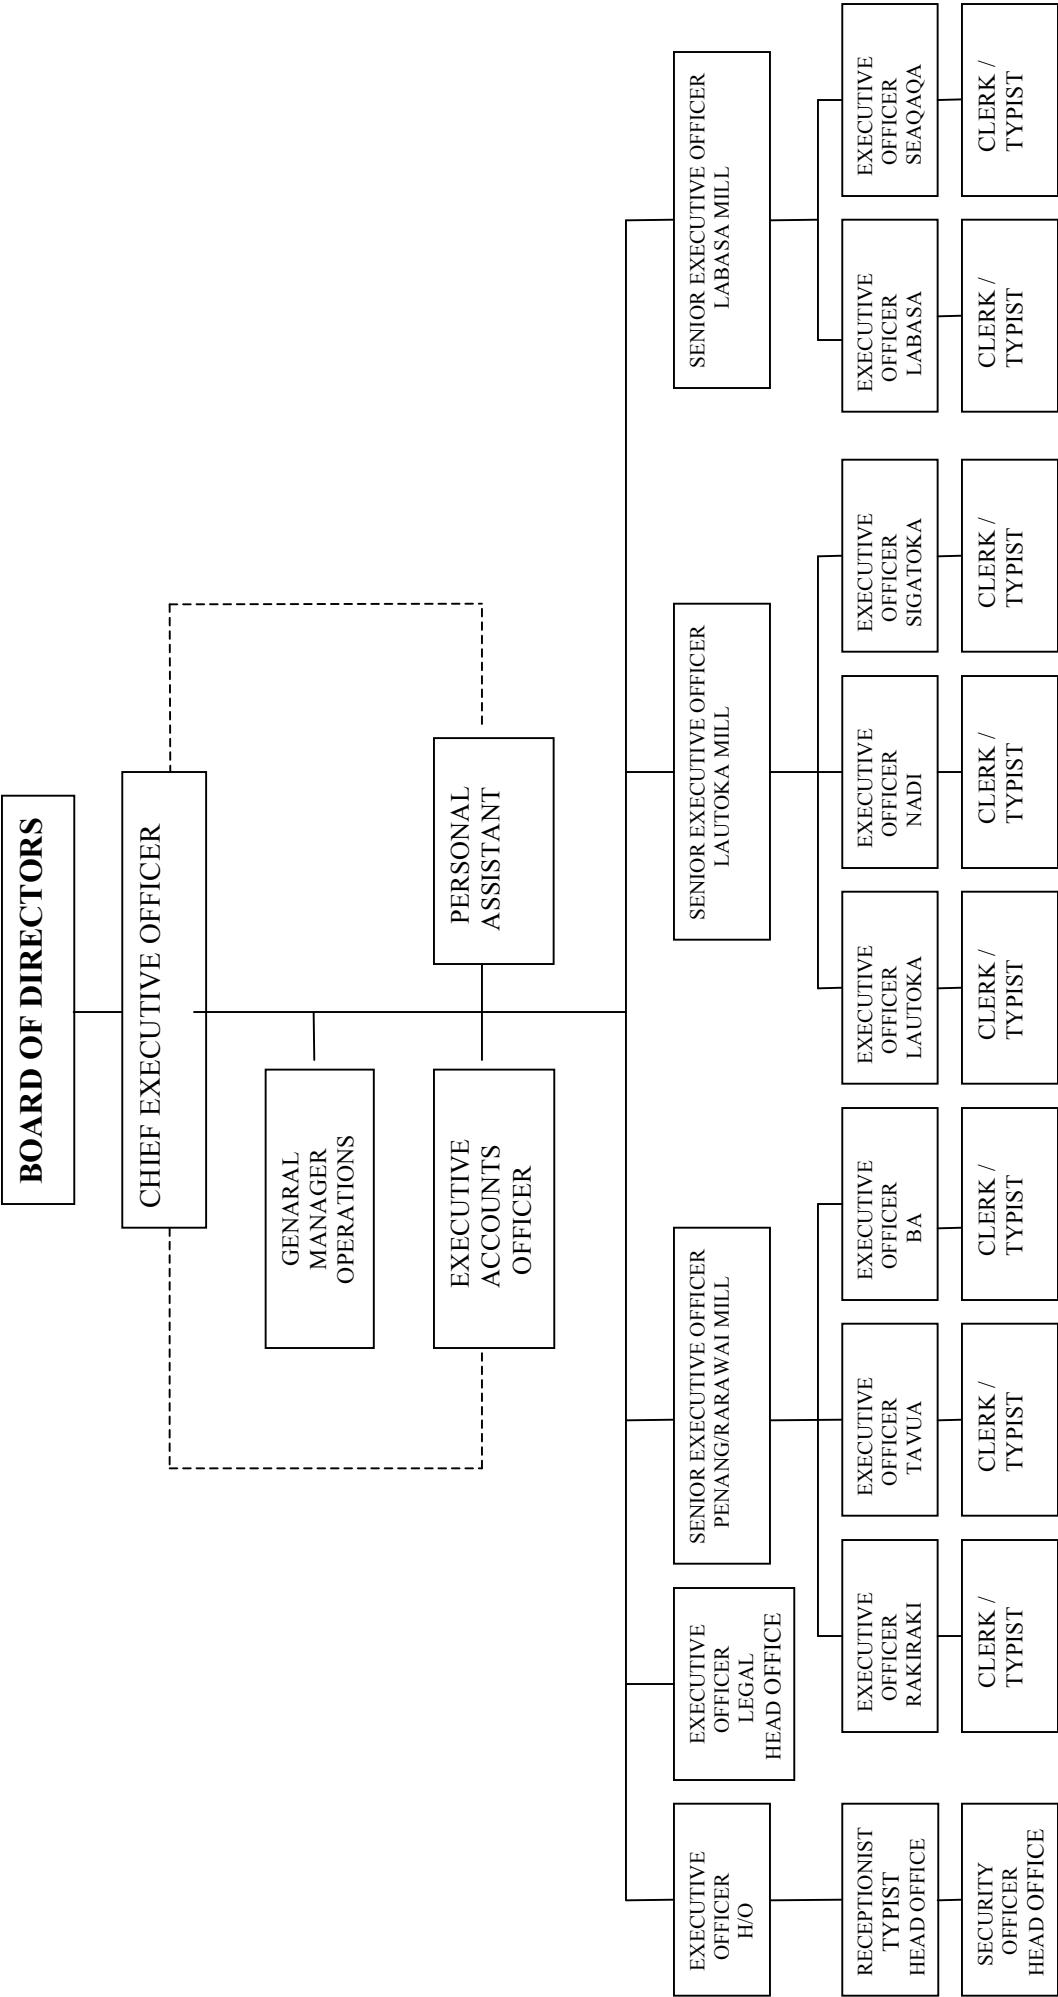 BOARD OF DIRECTORS
CHIEF EXECUTIVE OFFICER
GENARAL
MANAGER
OPERATIONS
EXECUTIVE
ACCOUNTS
OFFICER
PERSONAL
ASSISTANT
EXECUTIVE
OFFICER
H/O
EXECUTIVE
OFFICER
LEGAL
HEAD OFFICE
SENIOR EXECUTIVE OFFICER
PENANG/RARAWAI MILL
SENIOR EXECUTIVE OFFICER
LAUTOKA MILL
SENIOR EXECUTIVE OFFICER
LABASA MILL
RECEPTIONIST
TYPIST
HEAD OFFICE
EXECUTIVE
OFFICER
RAKIRAKI
EXECUTIVE
OFFICER
TAVUA
EXECUTIVE
OFFICER
BA
EXECUTIVE
OFFICER
LAUTOKA
EXECUTIVE
OFFICER
NADI
EXECUTIVE
OFFICER
SIGATOKA
EXECUTIVE
OFFICER
LABASA
EXECUTIVE
OFFICER
SEAQAQA
SECURITY
OFFICER
HEAD OFFICE
CLERK /
TYPIST
CLERK /
TYPIST
CLERK /
TYPIST
CLERK /
TYPIST
CLERK /
TYPIST
CLERK /
TYPIST
CLERK /
TYPIST
CLERK /
TYPIST